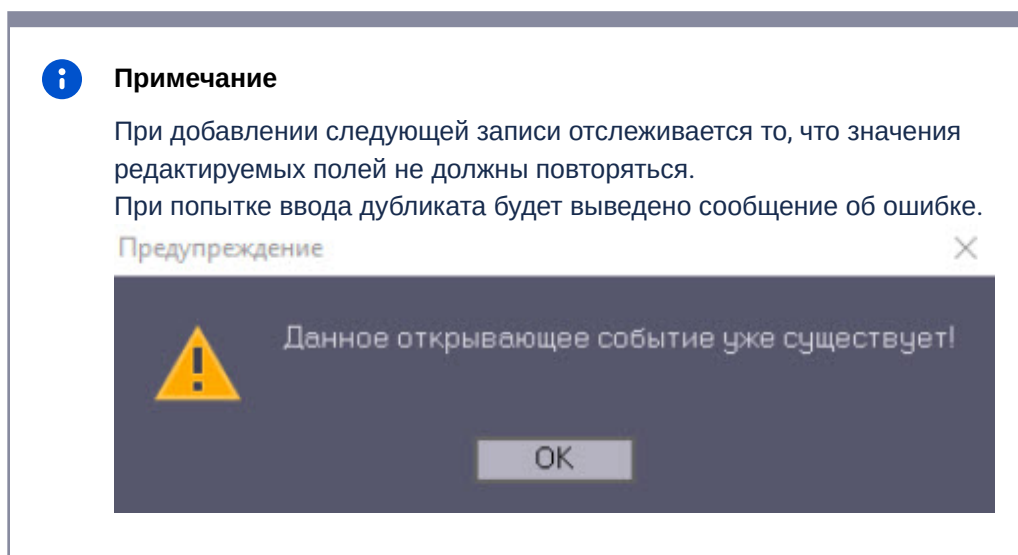 Примечание
При добавлении следующей записи отслеживается то, что значения
редактируемых полей не должны повторяться.
При попытке ввода дубликата будет выведено сообщение об ошибке.
Предупреждение
Данное открывающее событие уже существует!
OK